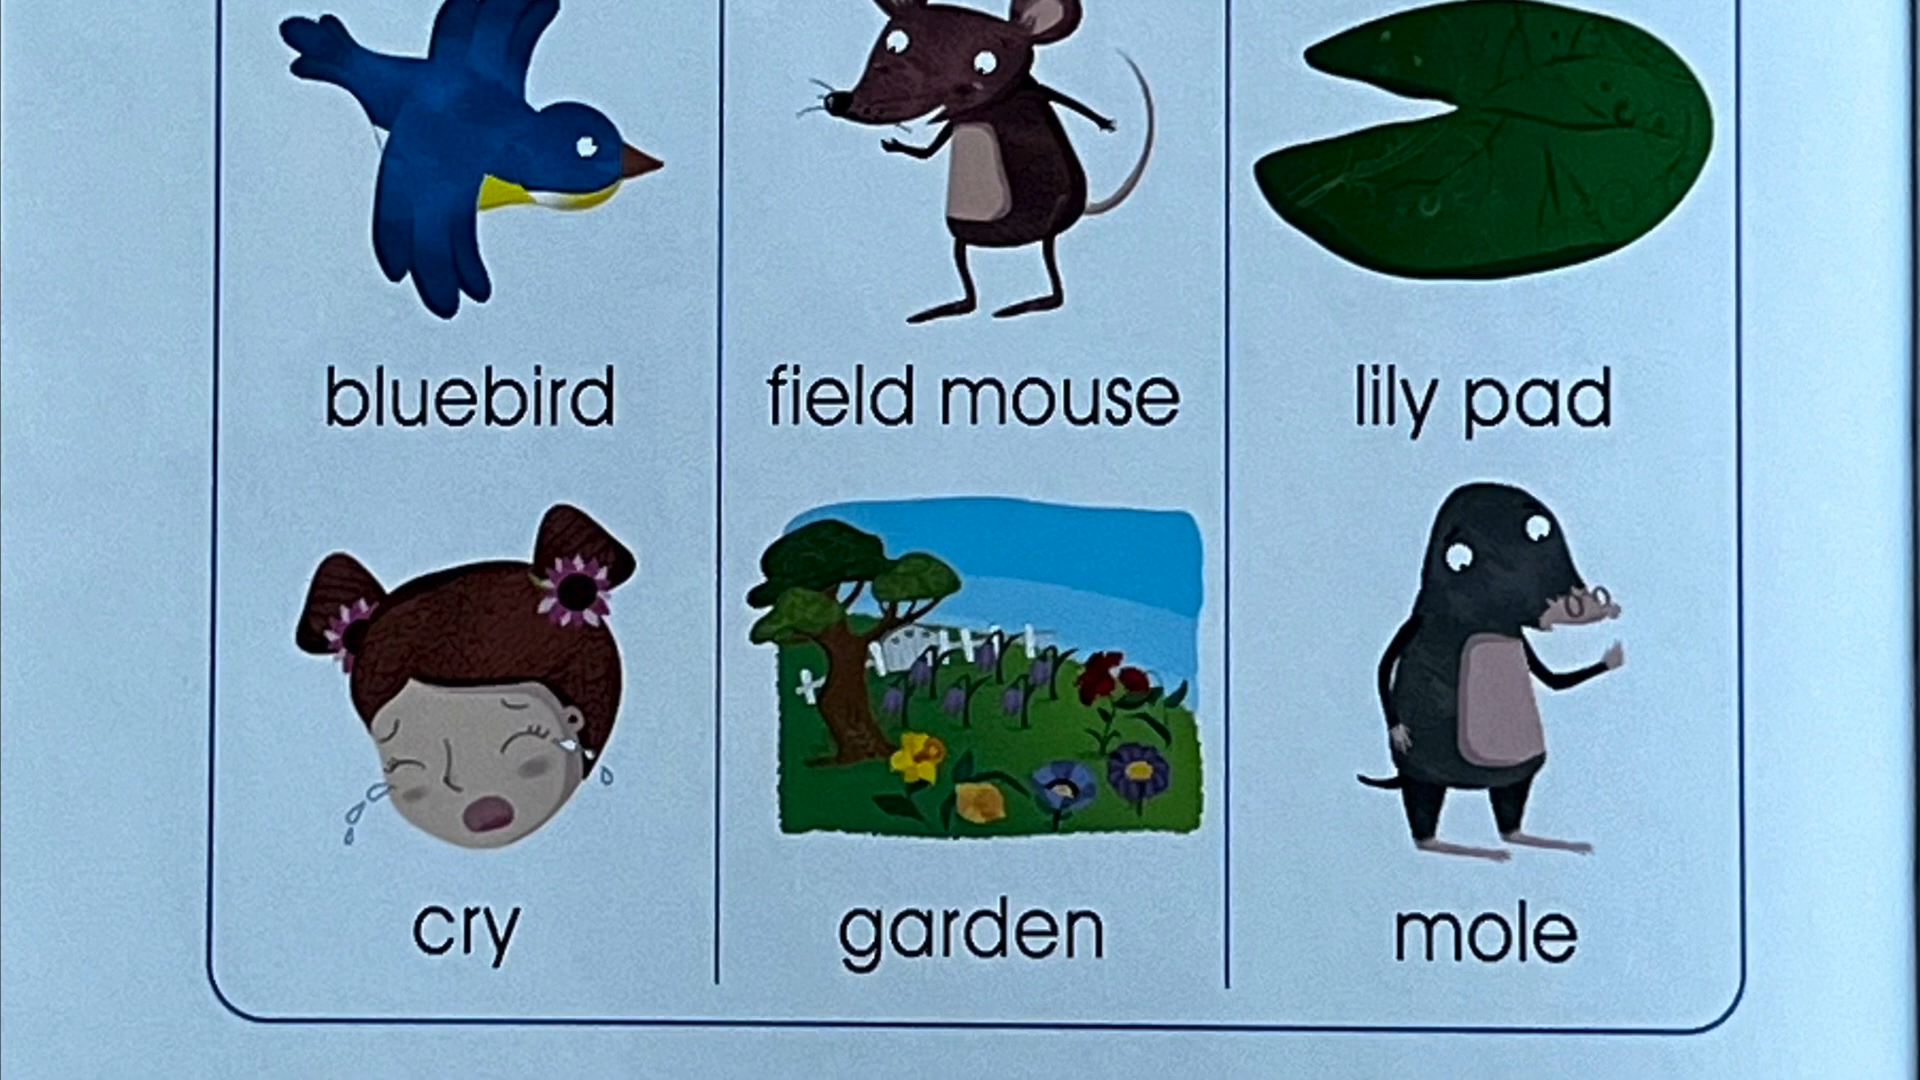 bluebird
field mouse
lily pad
cry
garden
mole